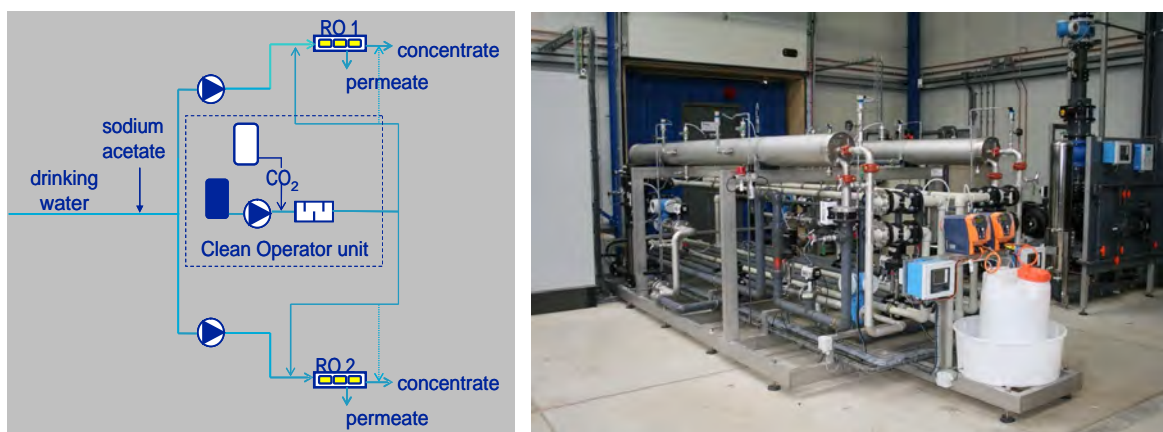 RO 1
concentrate
permeate
sodium
acetate
drinking
water
CO2
Clean Operator unit
RO 2
concentrate
permeate